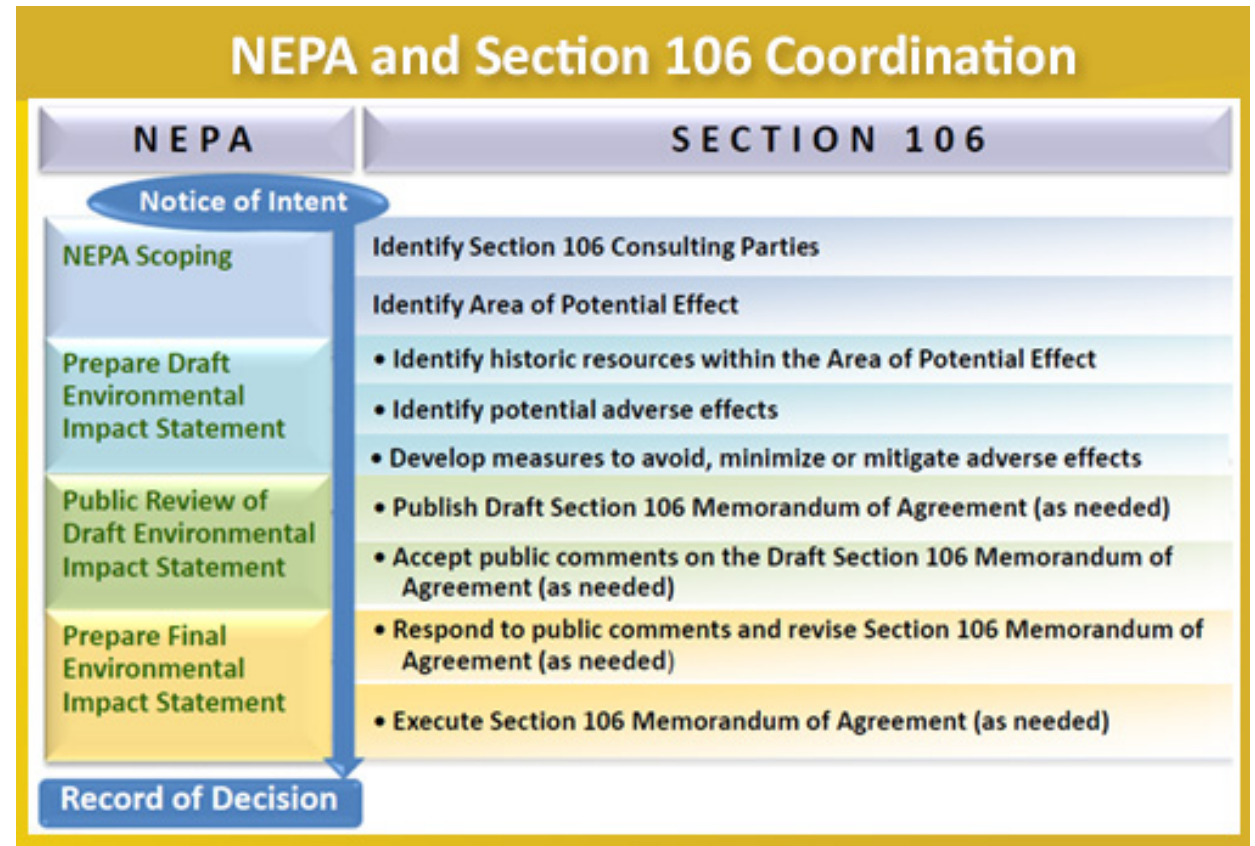 NEPA and Section 106 Coordination
NEPA
SECTION 106
Notice of Intent
NEPA Scoping
Identify Section 106 Consulting Parties
Identify Area of Potential Effect
Prepare Draft
Environmental
Impact Statement
• Identify historic resources within the Area of Potential Effect
• Identify potential adverse effects
• Develop measures to avoid, minimize or mitigate adverse effects
Public Review of
Draft Environmental
Impact Statement
• Publish Draft Section 106 Memorandum of Agreement (as needed)
• Accept public comments on the Draft Section 106 Memorandum of
Agreement (as needed)
Prepare Final
Environmental
Impact Statement
• Respond to public comments and revise Section 106 Memorandum of
Agreement (as needed)
• Execute Section 106 Memorandum of Agreement (as needed)
Record of Decision